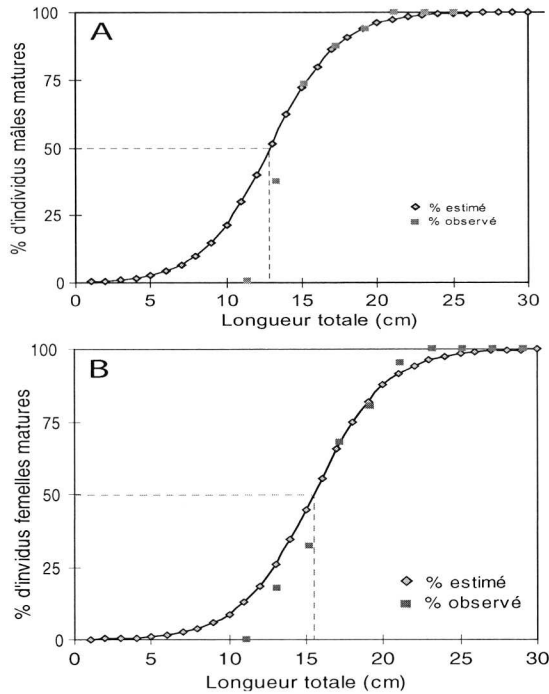 A
% d'individus mâles matures
100
75
50
25
0
% estimé
% observé
0 5 10 15 20 25 30
Longueur totale (cm)
B
% d'invidus femelles matures
100
75
50
25
0
% estimé
% observé
0 5 10 15 20 25 30
Longueur totale (cm)